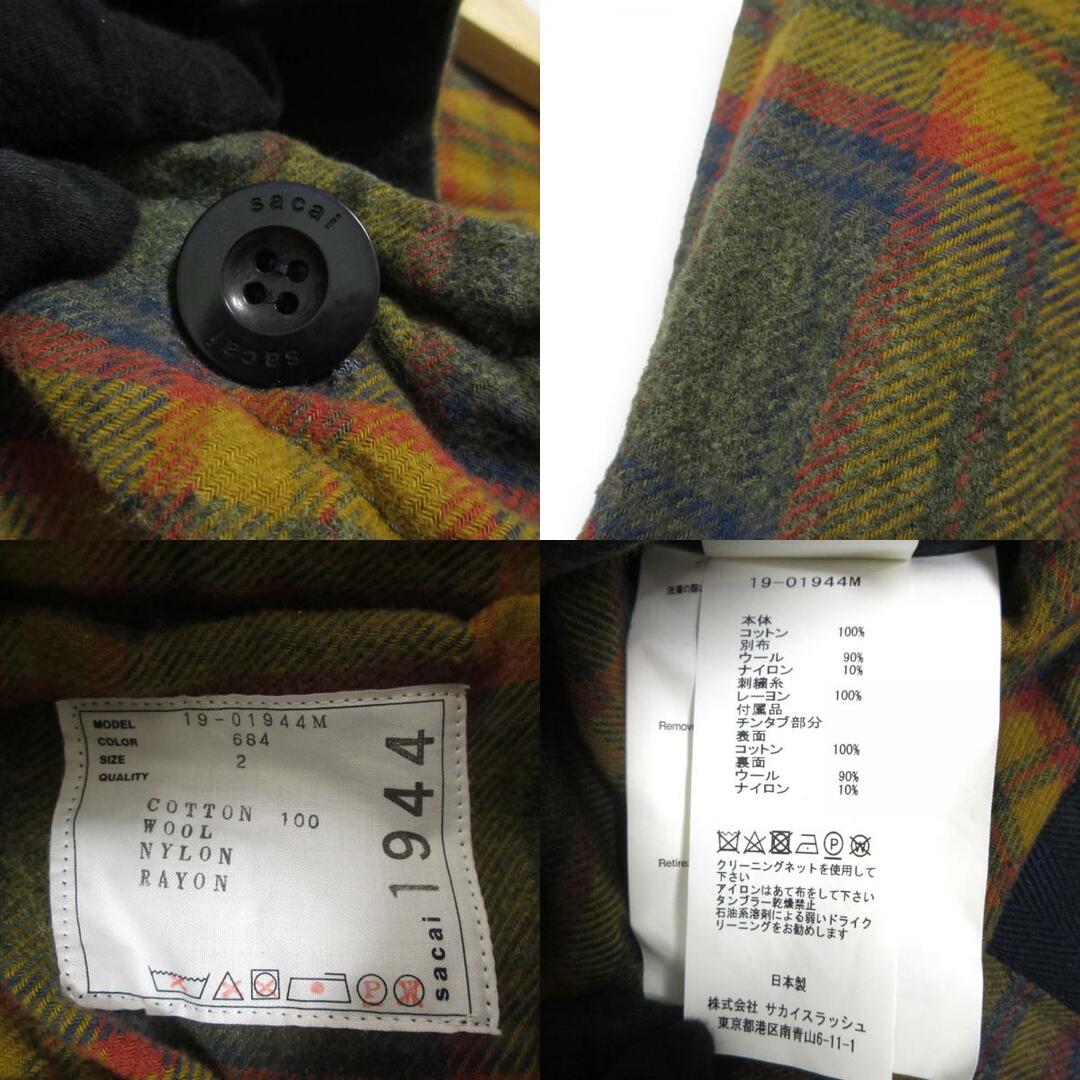 sacai
sacai
MODEL 19-01944M
COLOR 684
SIZE 2
QUALITY
COTTON 100
WOOL
NYLON
RAYON
1944
sacai
P
W
洗濯の際
Remove
Retire
19-01944M
本体
コットン 100%
別布
ウール 90%
ナイロン 10%
刺繍糸
レーヨン 100%
付属品
チンタブ部分
表面
コットン 100%
裏面
ウール 90%
ナイロン 10%
P
W
クリーニングネットを使用して
下さい
アイロンはあて布をして下さい
タンブラー乾燥禁止
石油系溶剤による弱いドライク
リーニングをお勧めします
日本製
株式会社 サカイスラッシュ
東京都港区南青山6-11-1